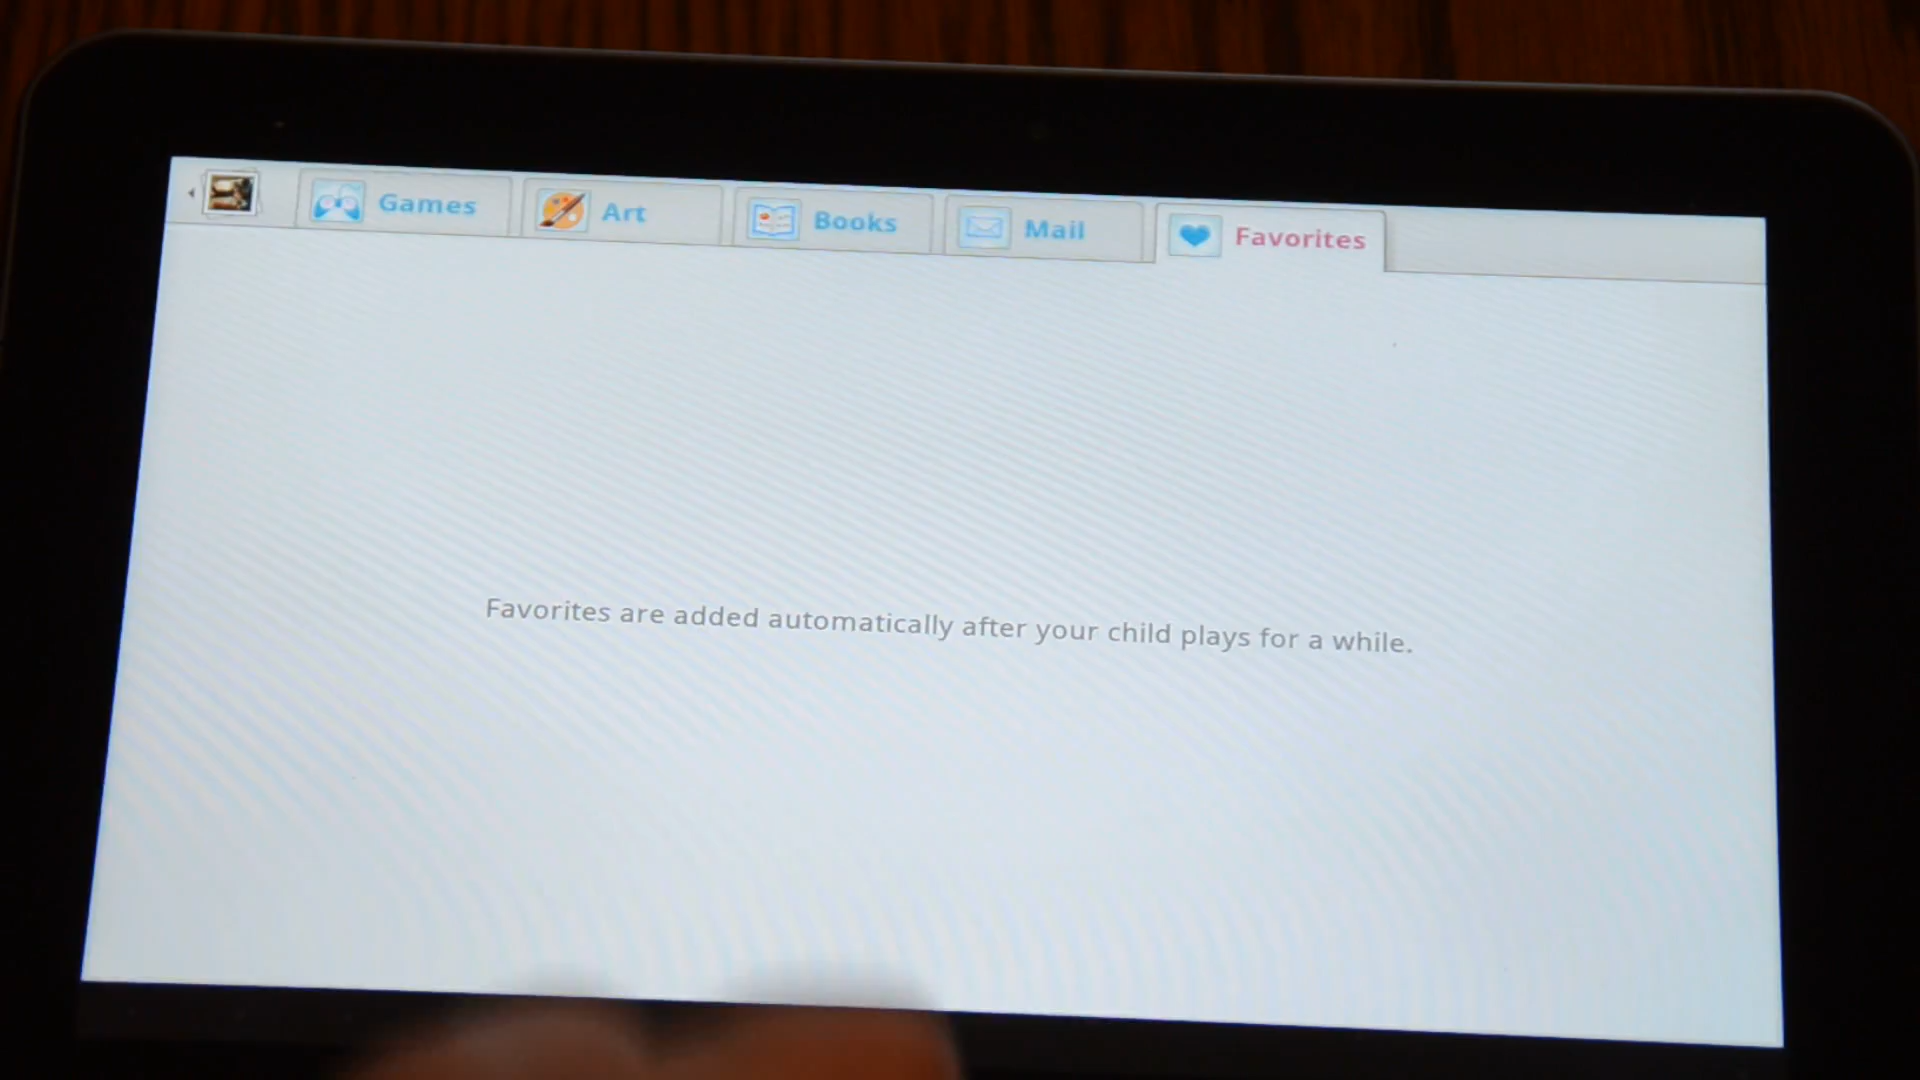 Games
Art
Books
Mail
Favorites
Favorites are added automatically after your child plays for a while.